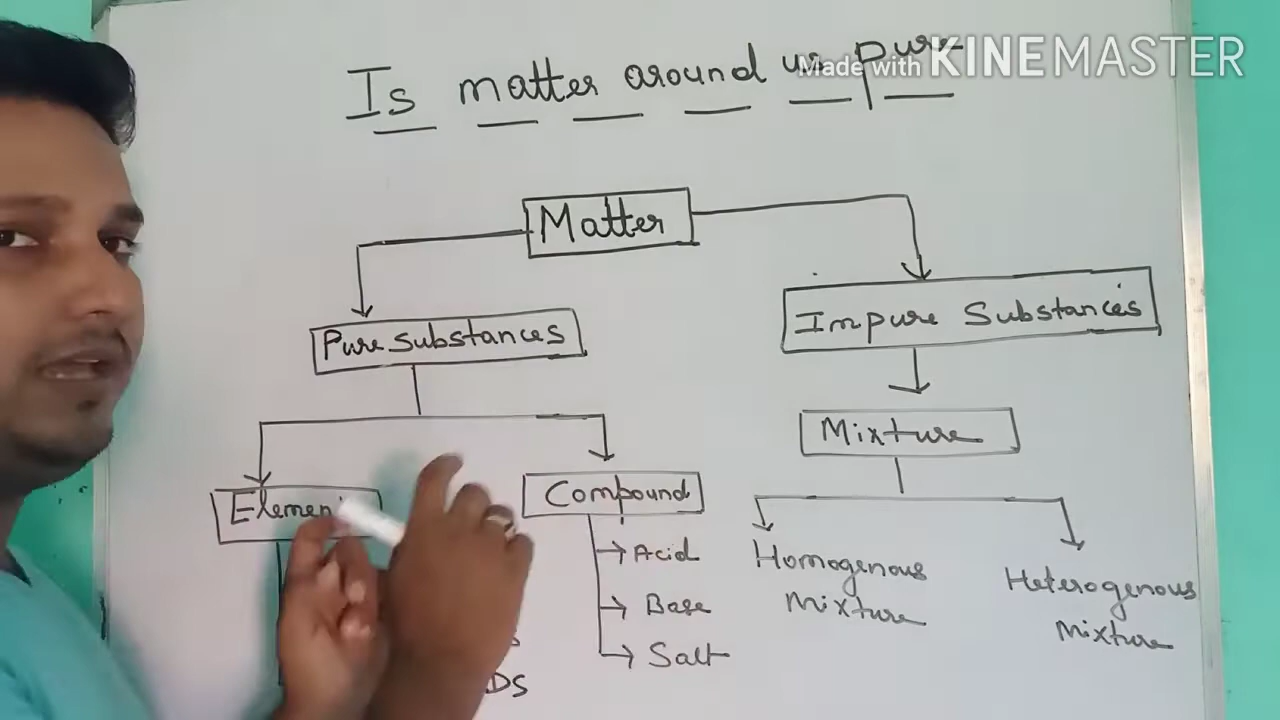 Is matter around us pure
Made with KINEMASTER
Matter
Pure substances
Impure Substances
Mixture
Compound
Acid
Base
Salt
Homogenous
Mixture
Heterogenous
Mixture